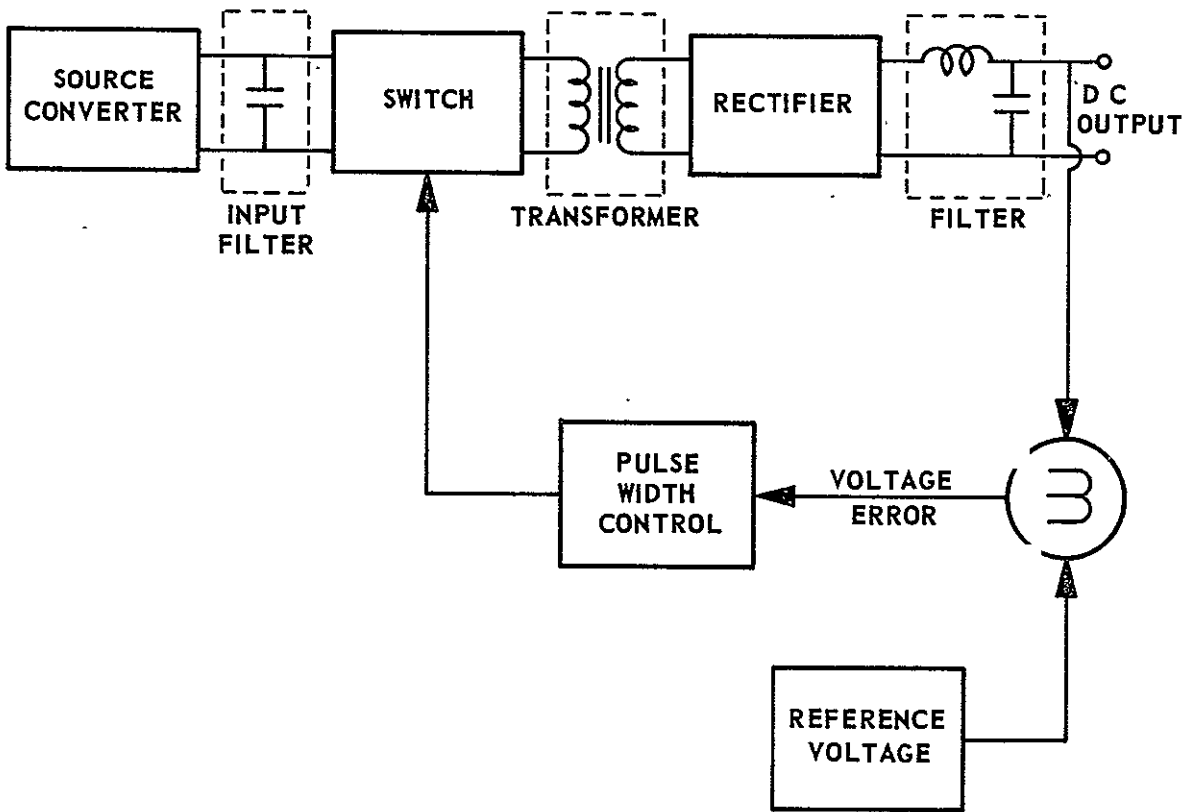 SOURCE
CONVERTER
INPUT
FILTER
SWITCH
TRANSFORMER
RECTIFIER
FILTER
D C
OUTPUT
PULSE
WIDTH
CONTROL
VOLTAGE
ERROR
REFERENCE
VOLTAGE